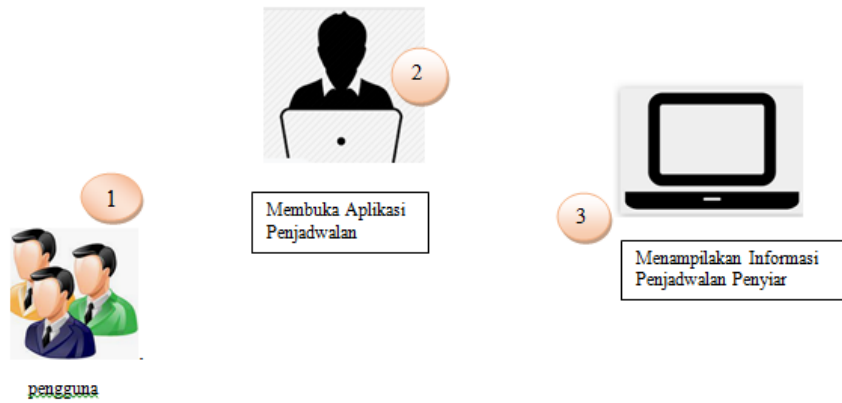 1
pengguna
2
Membuka Aplikasi
Penjadwalan
3
Menampilakan Informasi
Penjadwalan Penyiar